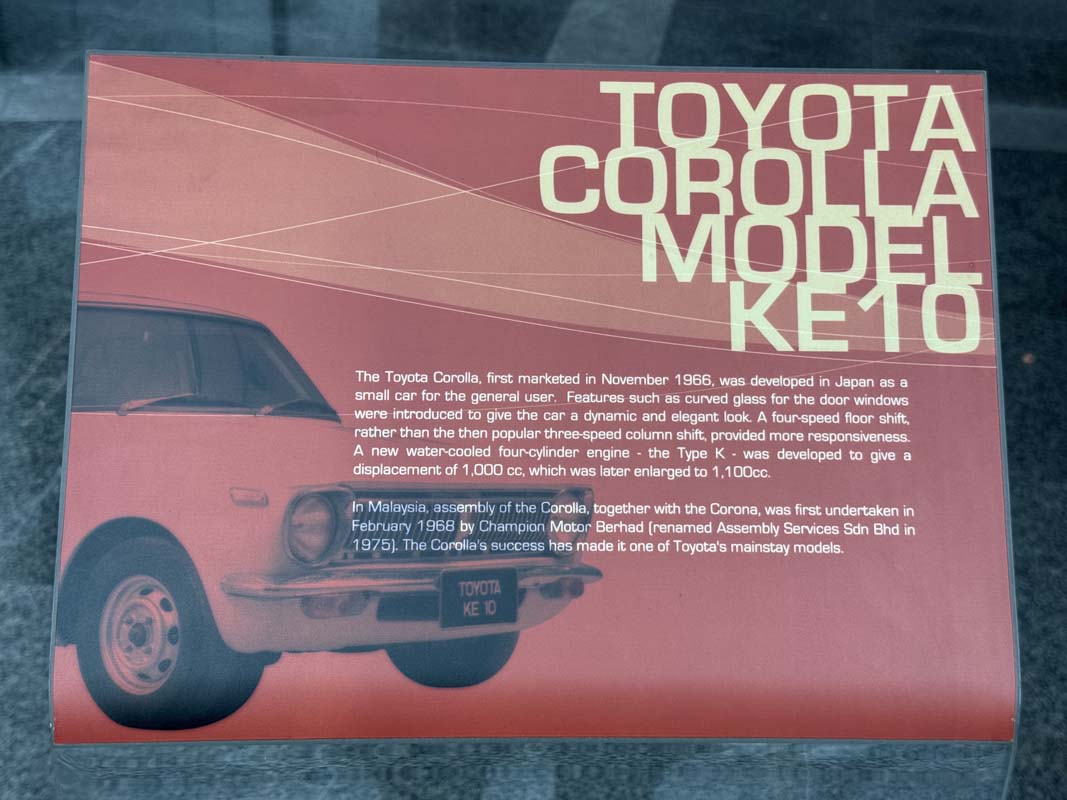 TOYOTA
COROLLA
MODEL
KE10
The Toyota Corolla, first marketed in November 1966, was developed in Japan as a
small car for the general user. Features such as curved glass for the door windows
were introduced to give the car a dynamic and elegant look. A four-speed floor shift,
rather than the then popular three-speed column shift, provided more responsiveness.
A new water-cooled four-cylinder engine - the Type K - was developed to give a
displacement of 1,000 cc, which was later enlarged to 1,100cc.
In Malaysia, assembly of the Corolla, together with the Corona, was first undertaken in
February 1968 by Champion Motor Berhad (renamed Assembly Services Sdn Bhd in
1975). The Corolla's success has made it one of Toyota's mainstay models.
TOYOTA
KE 10